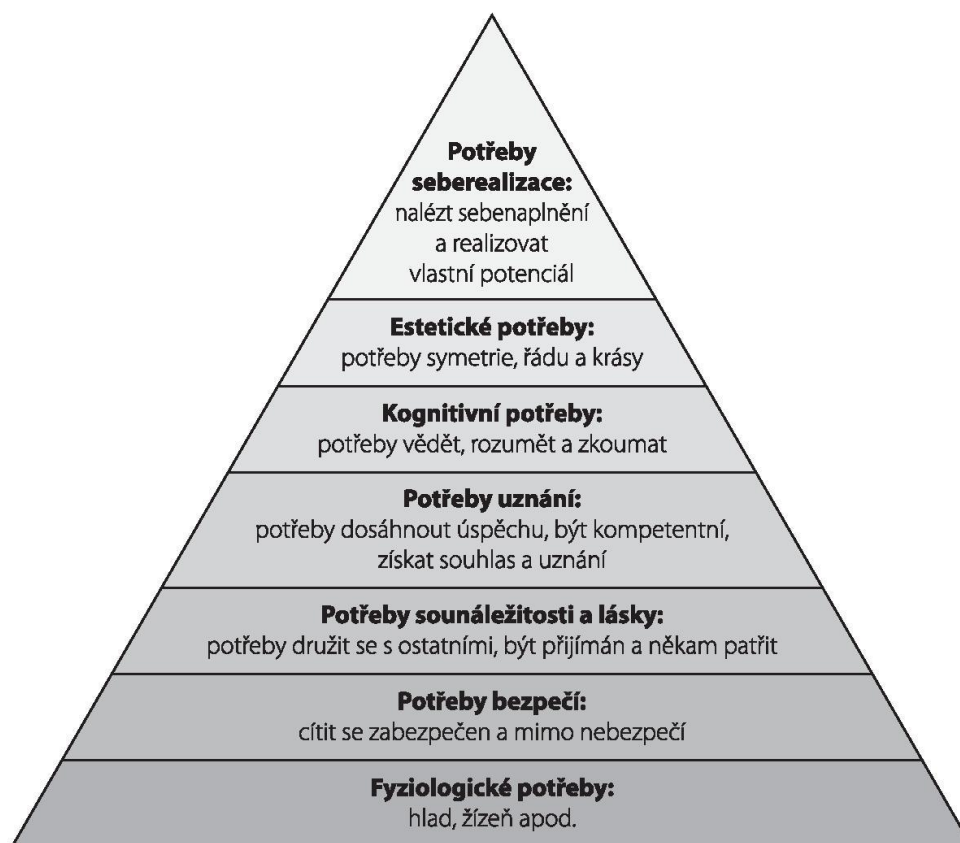 Potřeby
seberealizace:
nalézt sebenaplnění
a realizovat
vlastní potenciál
Estetické potřeby:
potřeby symetrie, řádu a krásy
Kognitivní potřeby:
potřeby vědět, rozumět a zkoumat
Potřeby uznání:
potřeby dosáhnout úspěchu, být kompetentní,
získat souhlas a uznání
Potřeby sounáležitosti a lásky:
potřeby družit se s ostatními, být přijímán a někam patřit
Potřeby bezpečí:
cítit se zabezpečen a mimo nebezpečí
Fyziologické potřeby:
hlad, žízeň apod.